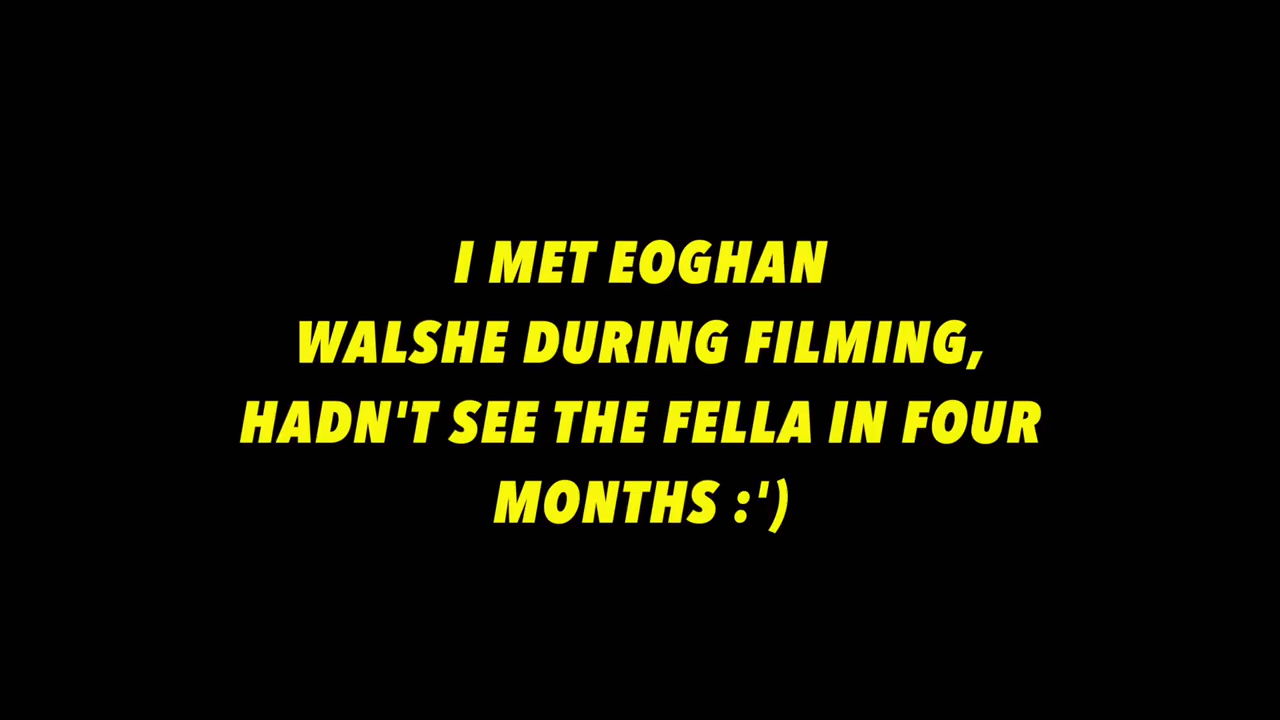 I MET EOGHAN
WALSHE DURING FILMING,
HADN'T SEE THE FELLA IN FOUR
MONTHS :')